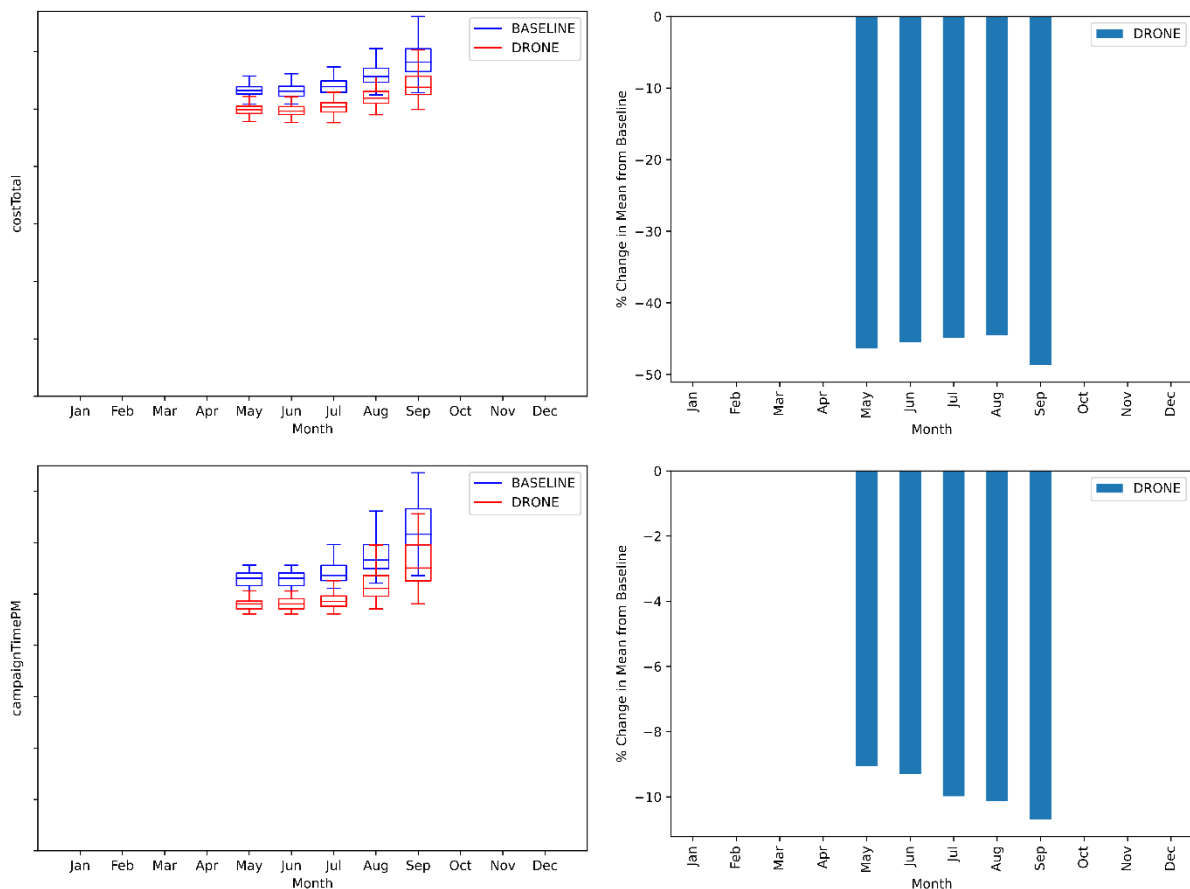 BASELINE
DRONE
costTotal
Jan Feb Mar Apr May Jun Jul Aug Sep Oct Nov Dec
Month
DRONE
0
−10
−20
−30
−40
−50
% Change in Mean from Baseline
Jan Feb Mar Apr May Jun Jul Aug Sep Oct Nov Dec
Month
BASELINE
DRONE
campaignTimePM
Jan Feb Mar Apr May Jun Jul Aug Sep Oct Nov Dec
Month
DRONE
0
−2
−4
−6
−8
−10
% Change in Mean from Baseline
Jan Feb Mar Apr May Jun Jul Aug Sep Oct Nov Dec
Month